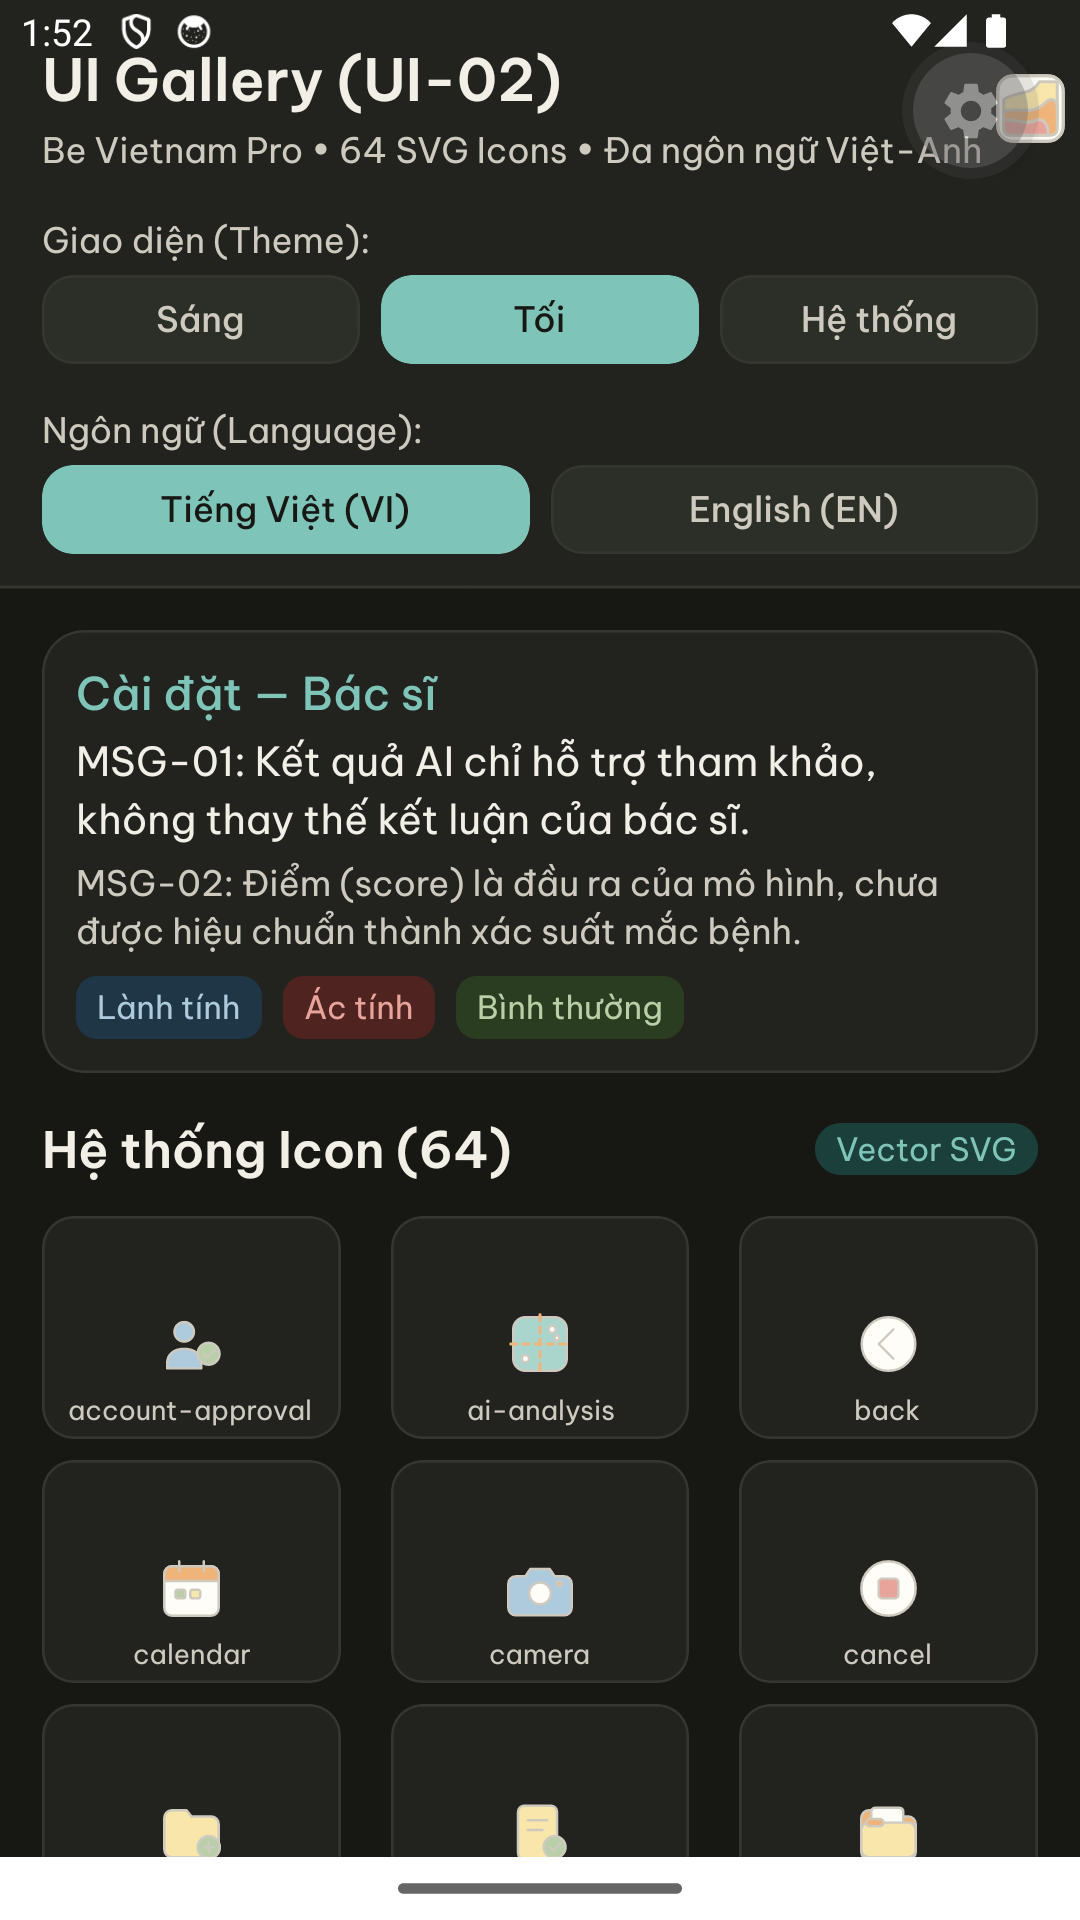 1:52
UI Gallery (UI-02)
Be Vietnam Pro • 64 SVG Icons • Đa ngôn ngữ Việt-Anh
Giao diện (Theme):
Sáng
Tối
Hệ thống
Ngôn ngữ (Language):
Tiếng Việt (VI)
English (EN)
Cài đặt — Bác sĩ
MSG-01: Kết quả AI chỉ hỗ trợ tham khảo,
không thay thế kết luận của bác sĩ.
MSG-02: Điểm (score) là đầu ra của mô hình, chưa
được hiệu chuẩn thành xác suất mắc bệnh.
Lành tính
Ác tính
Bình thường
Hệ thống Icon (64)
Vector SVG
account-approval
ai-analysis
back
calendar
camera
cancel